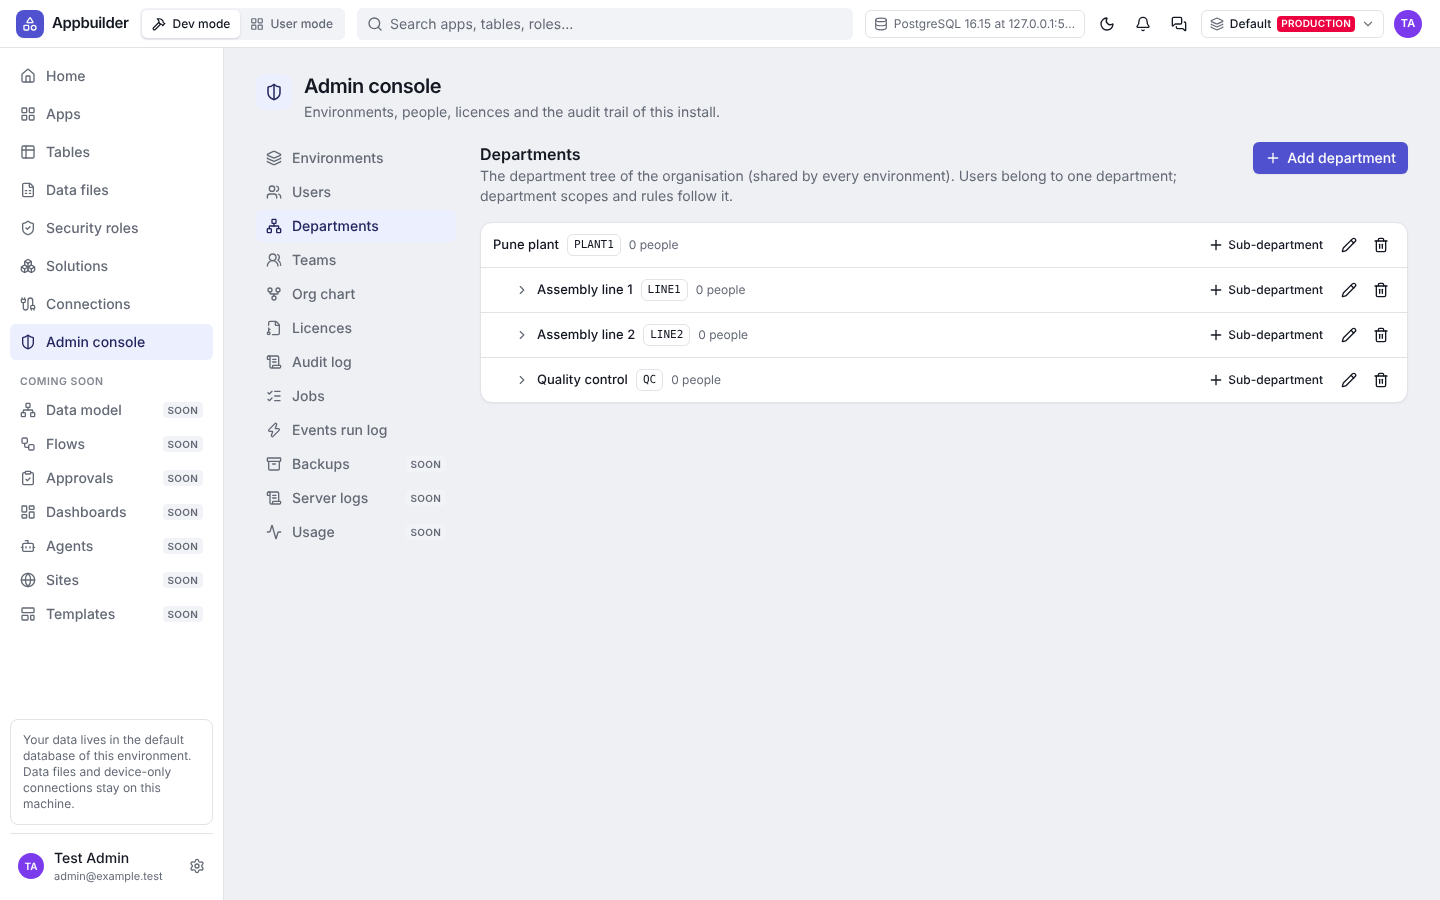 Appbuilder
Dev mode
User mode
Search apps, tables, roles...
PostgreSQL 16.15 at 127.0.0.1:5...
Default PRODUCTION
TA
Home
Apps
Tables
Data files
Security roles
Solutions
Connections
Admin console
COMING SOON
Data model SOON
Flows SOON
Approvals SOON
Dashboards SOON
Agents SOON
Sites SOON
Templates SOON
Your data lives in the default
database of this environment.
Data files and device-only
connections stay on this
machine.
TA
Test Admin
admin@example.test
Admin console
Environments, people, licences and the audit trail of this install.
Environments
Users
Departments
Teams
Org chart
Licences
Audit log
Jobs
Events run log
Backups SOON
Server logs SOON
Usage SOON
Departments
The department tree of the organisation (shared by every environment). Users belong to one department;
department scopes and rules follow it.
Add department
Pune plant PLANT1 0 people Sub-department
Assembly line 1 LINE1 0 people Sub-department
Assembly line 2 LINE2 0 people Sub-department
Quality control QC 0 people Sub-department